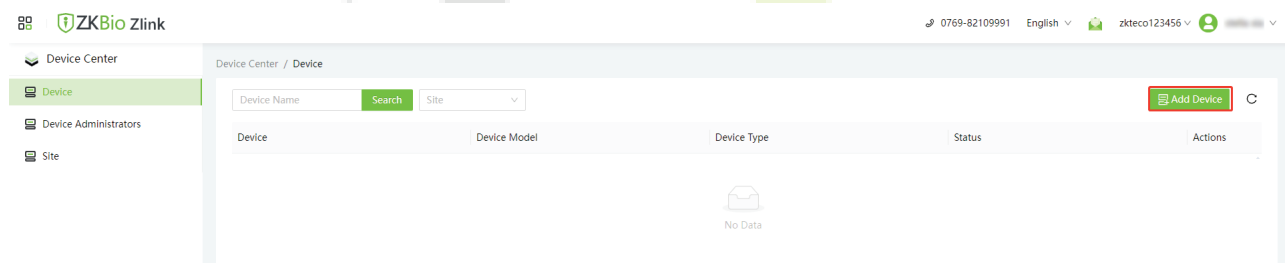 ZKBio Zlink
0769-82109991 English zkteco123456
Device Center
Device
Device Administrators
Site
Device Center / Device
Device Name Search Site Add Device
Device Device Model Device Type Status Actions
No Data